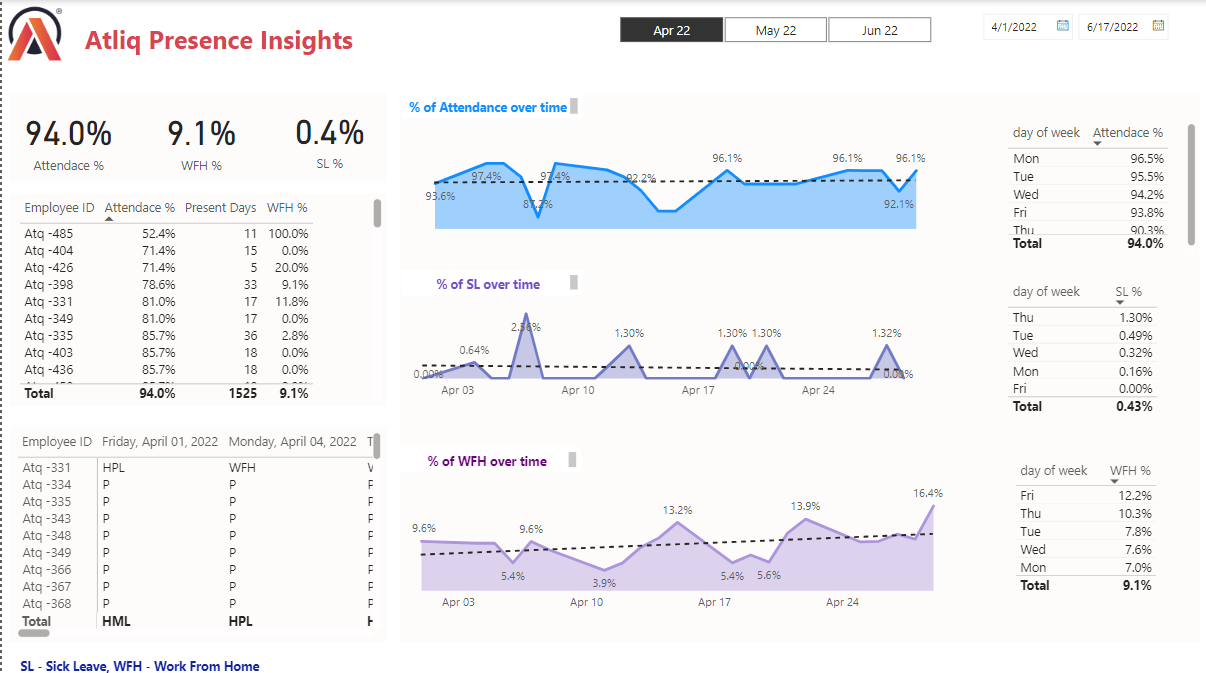 ®
Atliq Presence Insights
Apr 22 May 22 Jun 22
4/1/2022 6/17/2022
94.0% 9.1% 0.4%
Attendace % WFH % SL %
Employee ID Attendace % Present Days WFH %
Atq -485 52.4% 11 100.0%
Atq -404 71.4% 15 0.0%
Atq -426 71.4% 5 20.0%
Atq -398 78.6% 33 9.1%
Atq -331 81.0% 17 11.8%
Atq -349 81.0% 17 0.0%
Atq -335 85.7% 36 2.8%
Atq -403 85.7% 18 0.0%
Atq -436 85.7% 18 0.0%
Total 94.0% 1525 9.1%
Employee ID Friday, April 01, 2022 Monday, April 04, 2022
Atq -331 HPL WFH
Atq -334 P P
Atq -335 P P
Atq -343 P P
Atq -348 P P
Atq -349 P P
Atq -366 P P
Atq -367 P P
Atq -368 P P
Total HML HPL
SL - Sick Leave, WFH - Work From Home
% of Attendance over time
93.6% 97.4% 87.2% 97.4% 92.2% 96.1% 96.1% 92.1% 96.1%
% of SL over time
0.00% 0.64% 2.56% 1.30% 1.30% 0.00% 1.30% 1.32% 0.00%
Apr 03 Apr 10 Apr 17 Apr 24
% of WFH over time
9.6% 5.4% 9.6% 3.9% 13.2% 5.4% 5.6% 13.9% 16.4%
Apr 03 Apr 10 Apr 17 Apr 24
day of week Attendace %
Mon 96.5%
Tue 95.5%
Wed 94.2%
Fri 93.8%
Thu 90.3%
Total 94.0%
day of week SL %
Thu 1.30%
Tue 0.49%
Wed 0.32%
Mon 0.16%
Fri 0.00%
Total 0.43%
day of week WFH %
Fri 12.2%
Thu 10.3%
Tue 7.8%
Wed 7.6%
Mon 7.0%
Total 9.1%